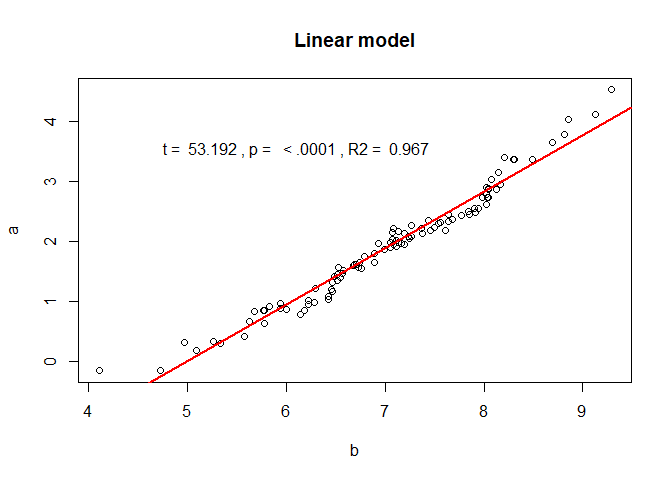 Linear model
t = 53.192 , p = < .0001 , R2 = 0.967
a
0
1
2
3
4
4
5
6
7
8
9
b